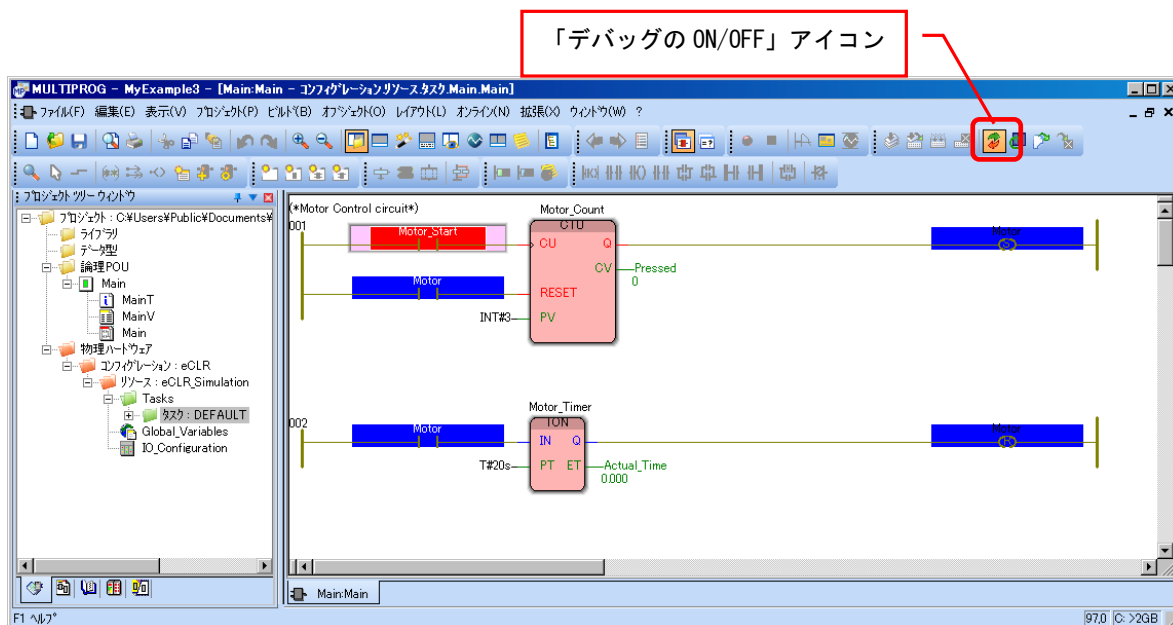 「デバッグの ON/OFF」アイコン
MULTIPROG - MyExample3 - [Main:Main - コンフィグレーション.リソース.タスク.Main.Main]
ファイル(F) 編集(E) 表示(V) プロジェクト(P) ビルド(B) オブジェクト(O) レイアウト(L) オンライン(N) 拡張(X) ウィンドウ(W) ?
プロジェクト ツリー ウィンドウ
プロジェクト : C:¥Users¥Public¥Documents¥
ライブラリ
データ型
論理POU
Main
MainT
MainV
Main
物理ハードウェア
コンフィグレーション : eCLR
リソース : eCLR_Simulation
Tasks
タスク : DEFAULT
Global_Variables
IO_Configuration
(*Motor Control circuit*)
001
Motor_Count
CTU
Motor_Start
CU Q
Motor
CV Pressed
0
Motor
RESET
INT#3 PV
002
Motor_Timer
TON
Motor
IN Q
Motor
S
R
T#20s PT ET Actual_Time
0.000
Main:Main
F1 ヘルプ
97,0 C: >2GB